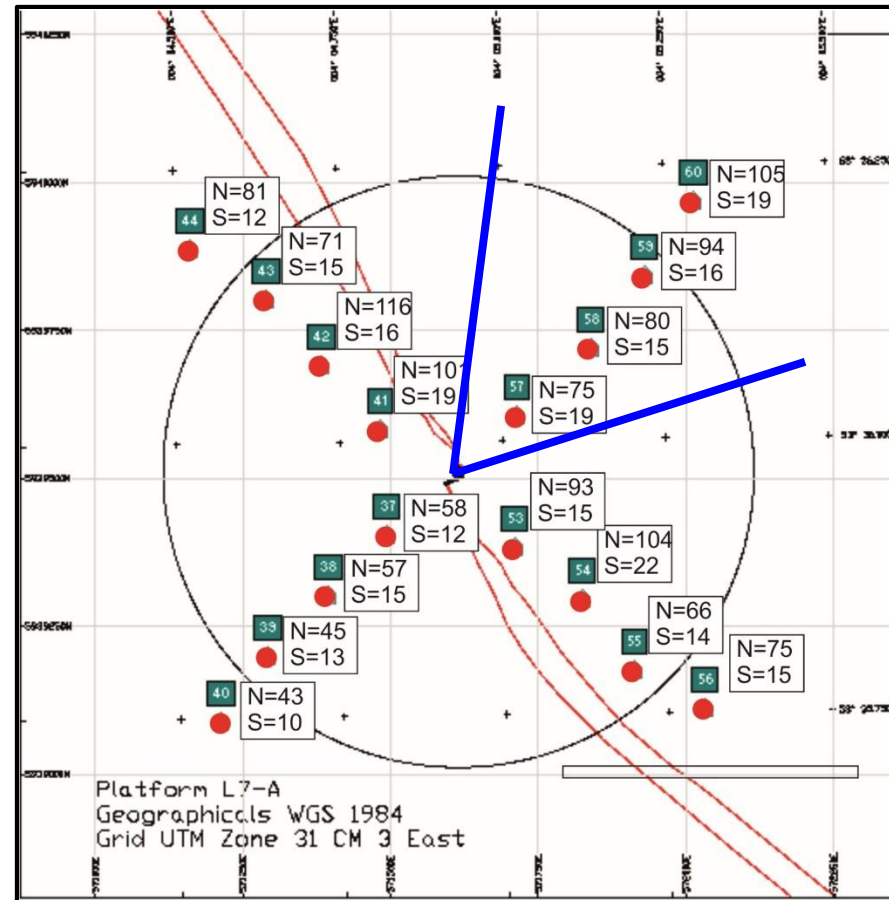 60
N=105
S=19
N=81
S=12
44
N=71
S=15
43
59
N=94
S=16
N=116
S=16
42
58
N=80
S=15
N=101
S=19
41
57
N=75
S=19
37
N=58
S=12
53
N=93
S=15
38
N=57
S=15
54
N=104
S=22
39
N=45
S=13
55
N=66
S=14
40
N=43
S=10
56
N=75
S=15
Platform L7-A
Geographicals WGS 1984
Grid UTM Zone 31 CM 3 East